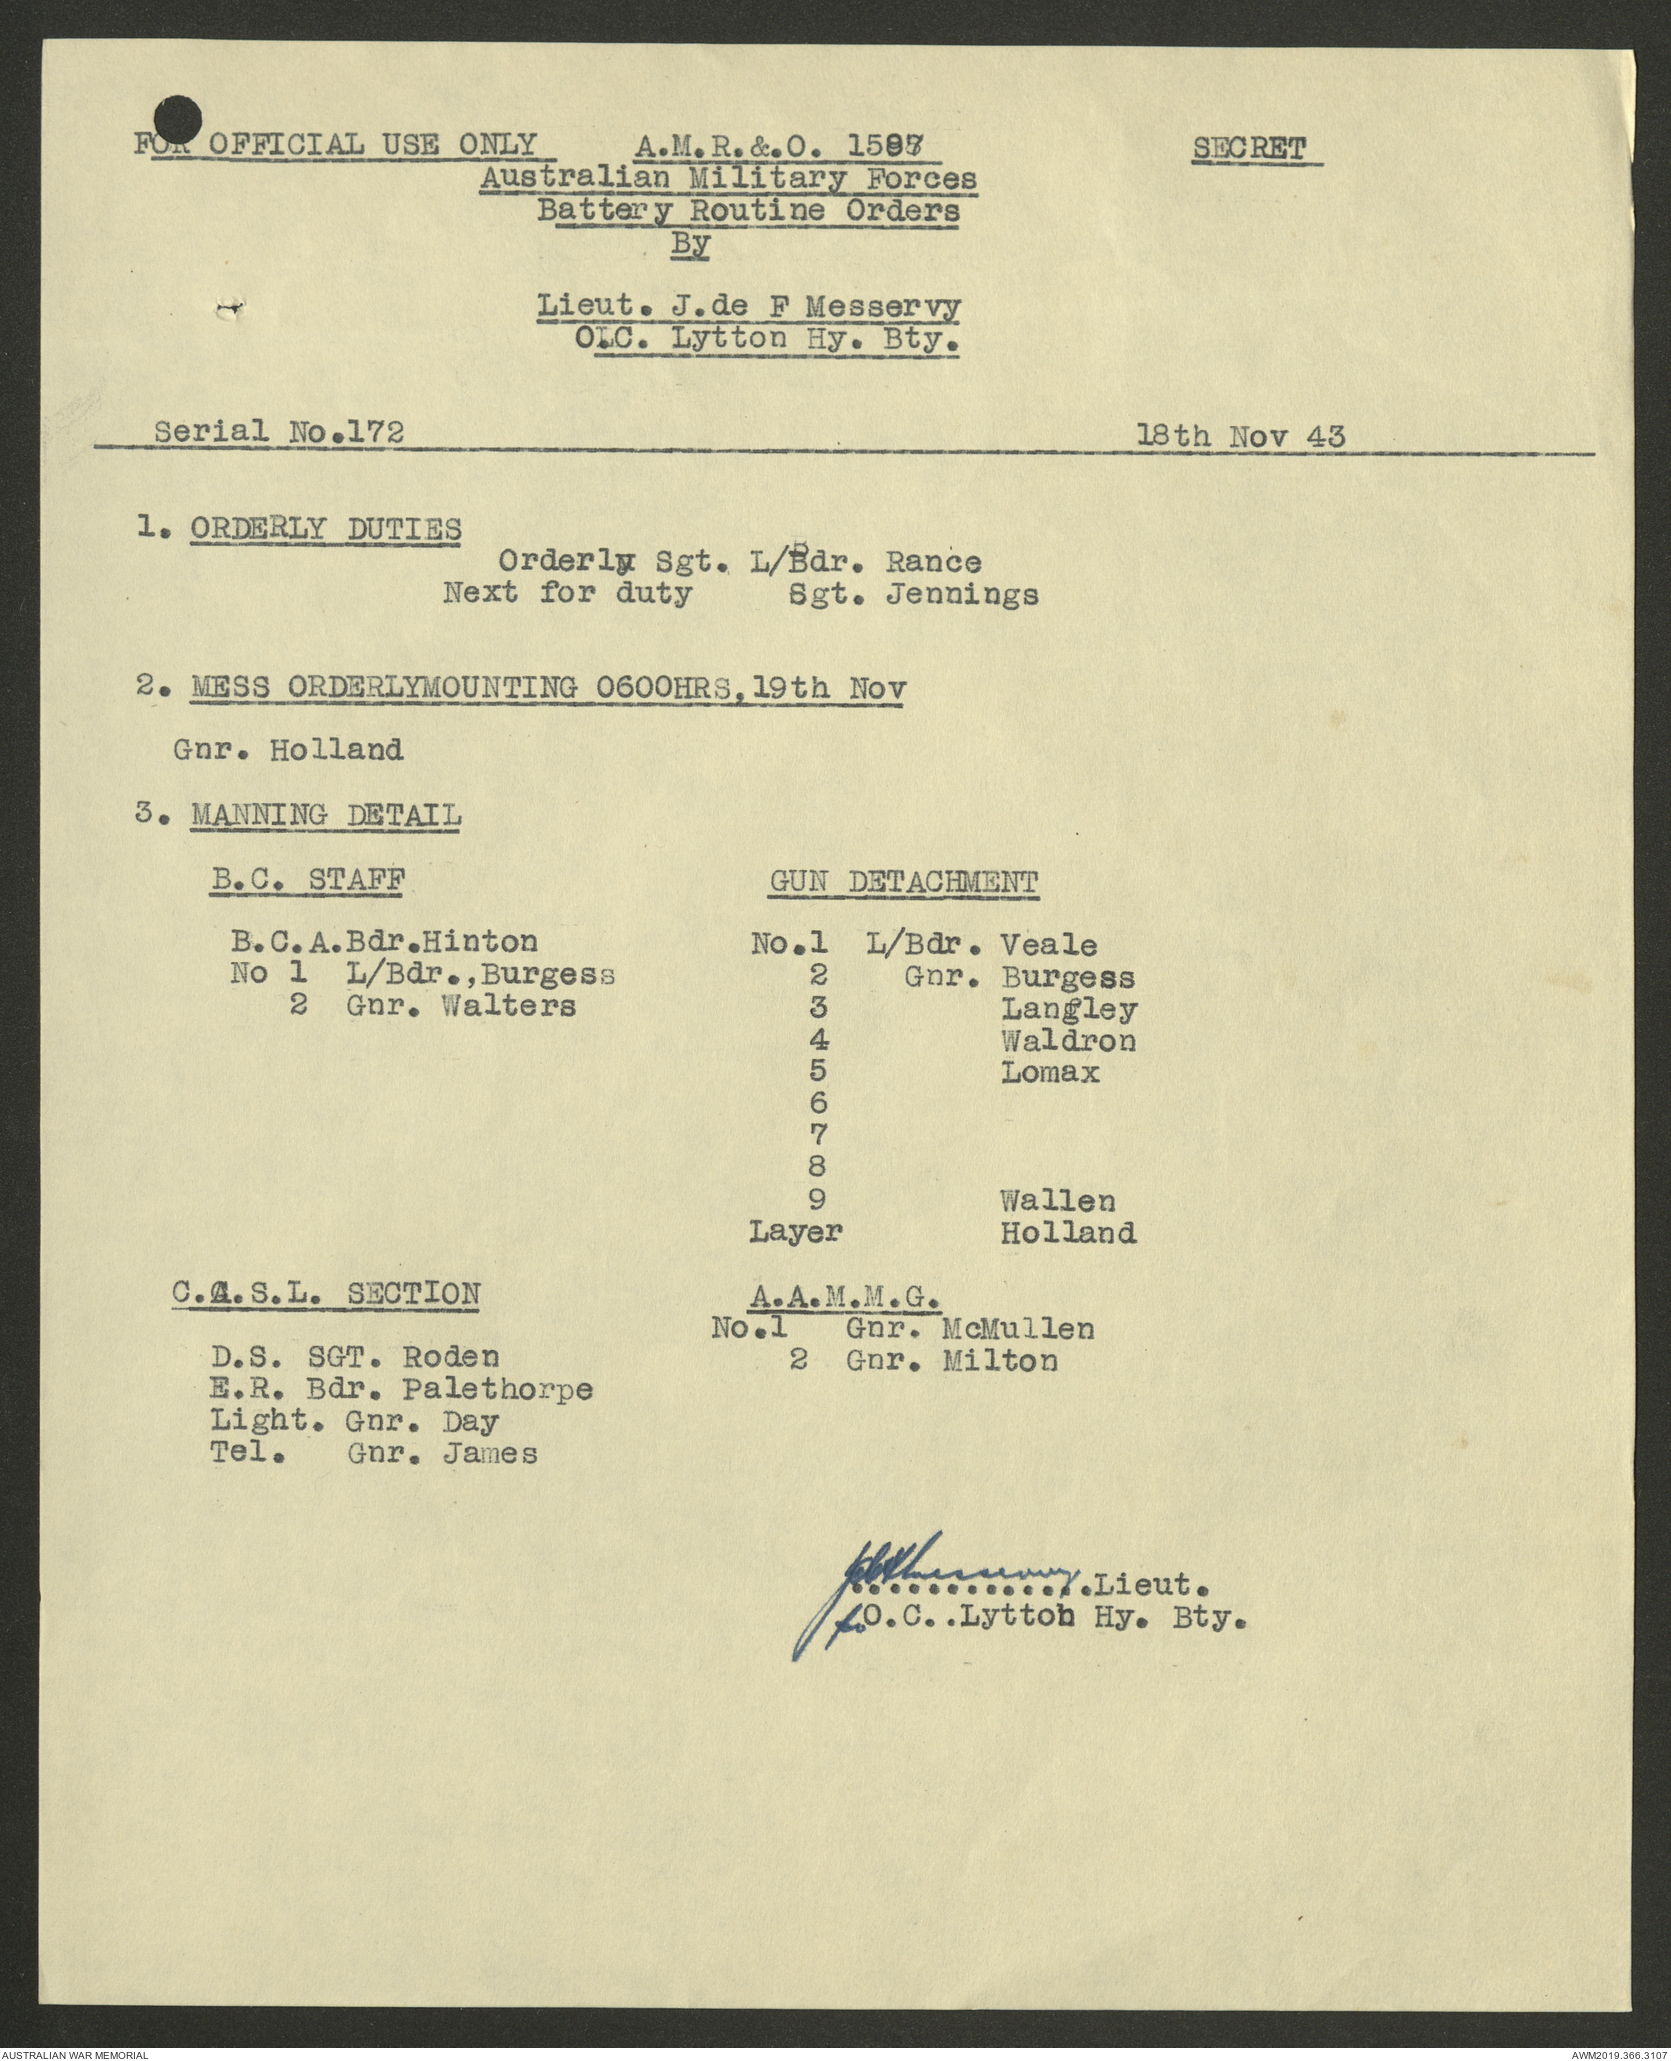 FOR OFFICIAL USE ONLY A.M.R.&.O. 1587 SECRET
Australian Military Forces
Battery Routine Orders
By
Lieut. J.de F Messervy
O.C. Lytton Hy. Bty.
Serial No.172 18th Nov 43
1. ORDERLY DUTIES
Orderly Sgt. L/Bdr. Rance
Next for duty Sgt. Jennings
2. MESS ORDERLYMOUNTING 0600HRS,19th Nov
Gnr. Holland
3. MANNING DETAIL
B.C. STAFF
B.C.A.Bdr.Hinton
No 1 L/Bdr.,Burgess
2 Gnr. Walters
GUN DETACHMENT
No.1 L/Bdr. Veale
2 Gnr. Burgess
3 Langley
4 Waldron
5 Lomax
6
7
8
9 Wallen
Layer Holland
C.A.S.L. SECTION
D.S. SGT. Roden
E.R. Bdr. Palethorpe
Light. Gnr. Day
Tel. Gnr. James
A.A.M.M.G.
No.1 Gnr. McMullen
2 Gnr. Milton
JdeFMesservy
.............Lieut.
fo O.C..Lytton Hy. Bty.
AUSTRALIAN WAR MEMORIAL AWM2019.366.3107